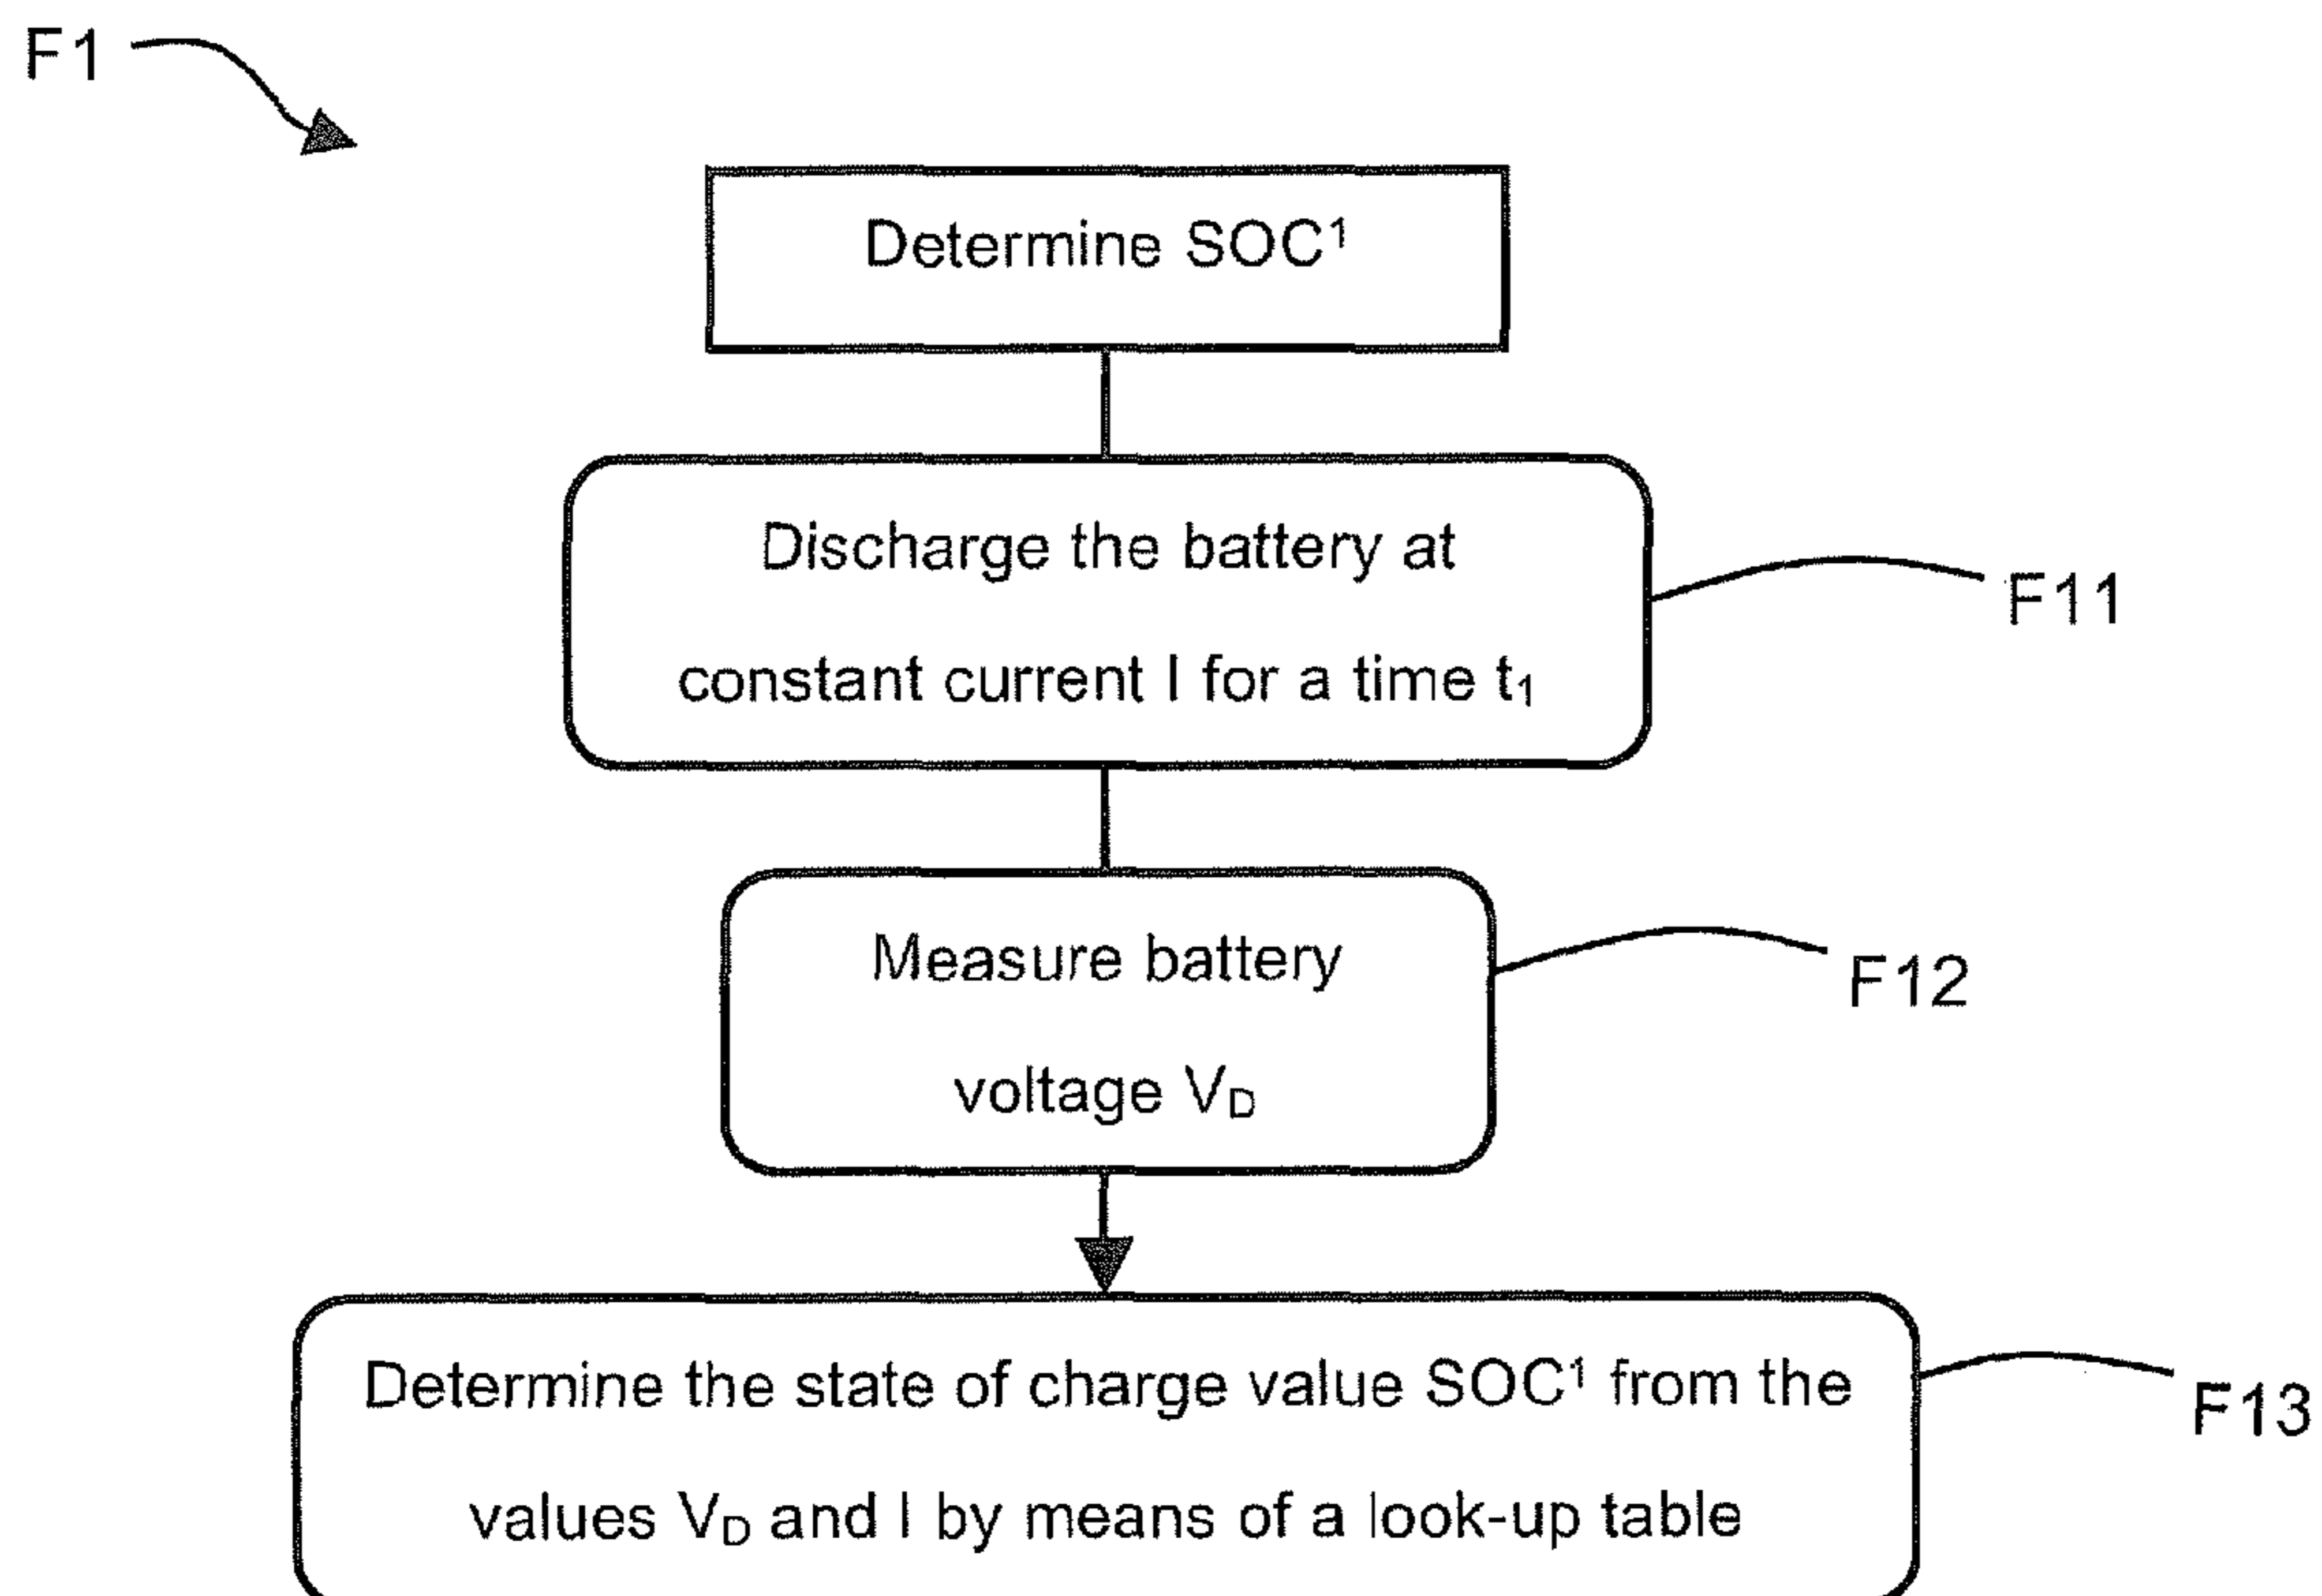 F1
Determine SOC¹
Discharge the battery at
constant current I for a time t₁
F11
Measure battery
voltage V_D
F12
Determine the state of charge value SOC¹ from the
values V_D and I by means of a look-up table
F13